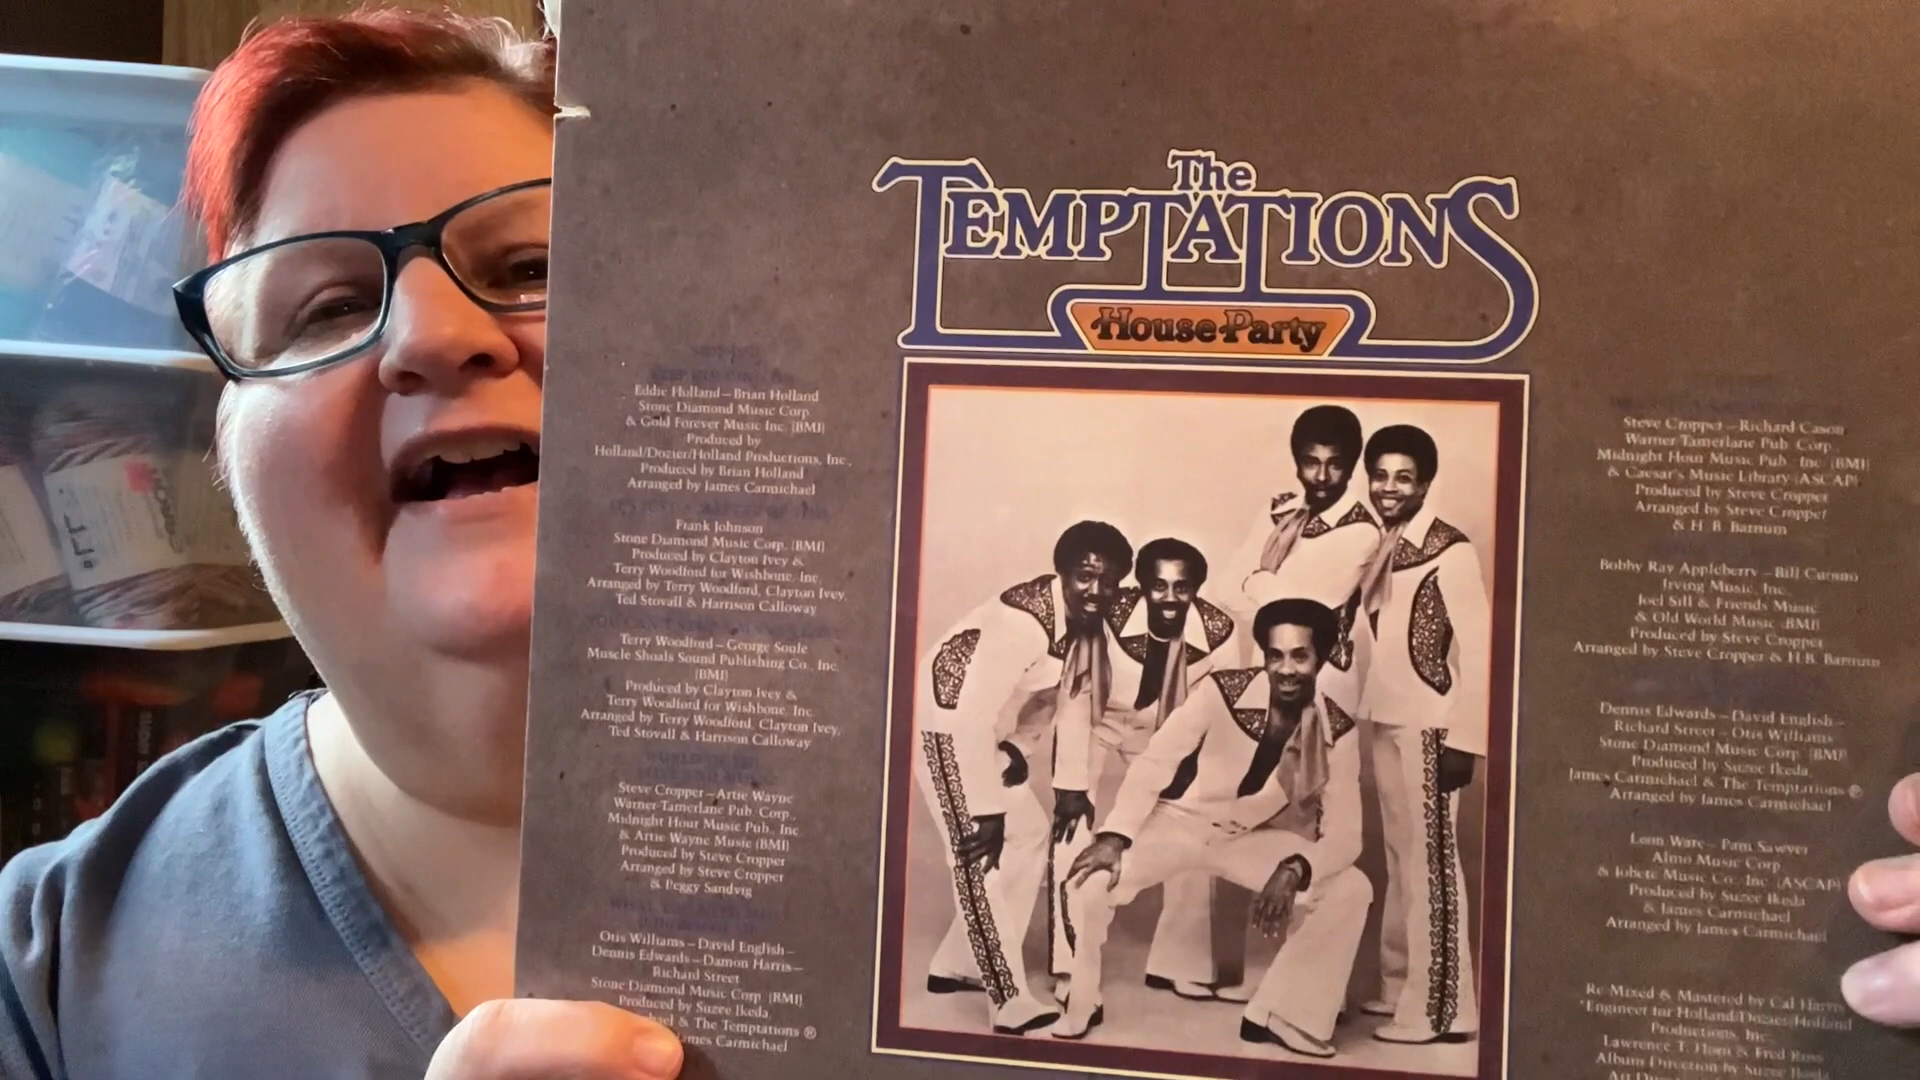 The
TEMPTATIONS
House Party
Eddie Holland – Brian Holland
Stone Diamond Music Corp.
& Gold Forever Music Inc. (BMI)
Produced by
Holland/Dozier/Holland Productions, Inc.,
Produced by Brian Holland
Arranged by James Carmichael
Frank Johnson
Stone Diamond Music Corp. (BMI)
Produced by Clayton Ivey &
Terry Woodford for Wishbone, Inc.
Arranged by Terry Woodford, Clayton Ivey,
Ted Stovall & Harrison Calloway
Terry Woodford – George Soule
Muscle Shoals Sound Publishing Co., Inc.
(BMI)
Produced by Clayton Ivey &
Terry Woodford for Wishbone, Inc.
Arranged by Terry Woodford, Clayton Ivey,
Ted Stovall & Harrison Calloway
WORLD OF
Steve Cropper – Artie Wayne
Warner-Tamerlane Pub. Corp.,
Midnight Hour Music Pub., Inc.
& Artie Wayne Music (BMI)
Produced by Steve Cropper
Arranged by Steve Cropper
& Peggy Sandvig
Otis Williams – David English –
Dennis Edwards – Damon Harris –
Richard Street
Stone Diamond Music Corp. (BMI)
Produced by Suzee Ikeda,
& The Temptations ®
James Carmichael
Steve Cropper – Richard Cason
Warner-Tamerlane Pub. Corp.,
Midnight Hour Music Pub., Inc. (BMI)
& Caesar's Music Library (ASCAP)
Produced by Steve Cropper
Arranged by Steve Cropper
& H. B. Barnum
Bobby Ray Appleberry – Bill Cuomo
Irving Music, Inc.,
Joel Sill & Friends Music
& Old World Music (BMI)
Produced by Steve Cropper
Arranged by Steve Cropper & H.B. Barnum
Dennis Edwards – David English –
Richard Street – Otis Williams
Stone Diamond Music Corp. (BMI)
Produced by Suzee Ikeda,
James Carmichael & The Temptations ®
Arranged by James Carmichael
Leon Ware – Pam Sawyer
Almo Music Corp.
& Jobete Music Co., Inc. (ASCAP)
Produced by Suzee Ikeda
& James Carmichael
Arranged by James Carmichael
Re-Mixed & Mastered by Cal Harris
*Engineer for Holland/Dozier/Holland
Productions, Inc.
Lawrence T. Horn & Fred Ross
Album Direction by Suzee Ikeda